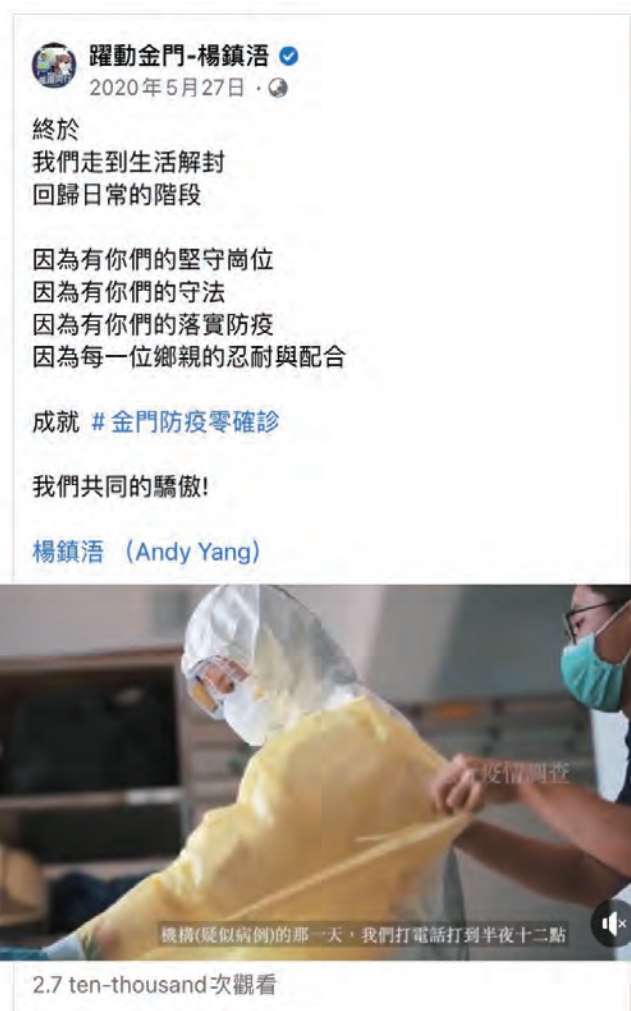 躍動金門-楊鎮浯
2020年5月27日 ·
終於
我們走到生活解封
回歸日常的階段
因為有你們的堅守崗位
因為有你們的守法
因為有你們的落實防疫
因為每一位鄉親的忍耐與配合
成就 #金門防疫零確診
我們共同的驕傲!
楊鎮浯 (Andy Yang)
疫情調查
機構(疑似病例)的那一天,我們打電話打到半夜十二點
2.7 ten-thousand次觀看